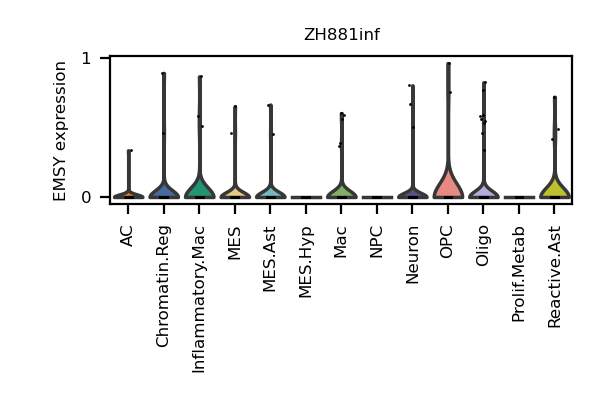 ZH881inf
EMSY expression
1
0
AC
Chromatin.Reg
Inflammatory.Mac
MES
MES.Ast
MES.Hyp
Mac
NPC
Neuron
OPC
Oligo
Prolif.Metab
Reactive.Ast